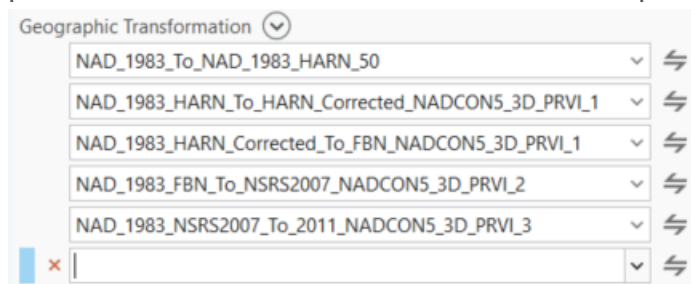 Geographic Transformation
NAD_1983_To_NAD_1983_HARN_50
NAD_1983_HARN_To_HARN_Corrected_NADCON5_3D_PRVI_1
NAD_1983_HARN_Corrected_To_FBN_NADCON5_3D_PRVI_1
NAD_1983_FBN_To_NSRS2007_NADCON5_3D_PRVI_2
NAD_1983_NSRS2007_To_2011_NADCON5_3D_PRVI_3